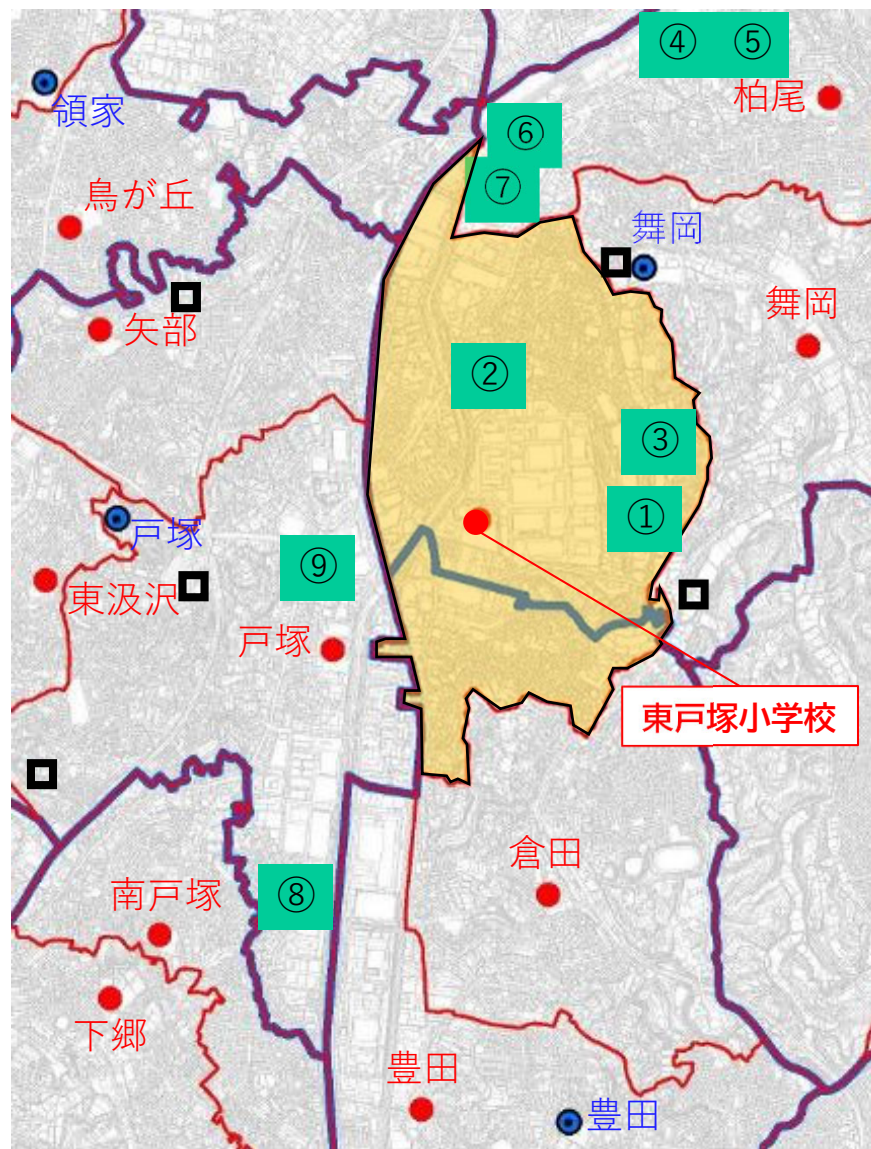 ④ ⑤
柏尾
領家
⑥
⑦
鳥が丘
舞岡
舞岡
矢部
②
③
①
戸塚
⑨
東汲沢
戸塚
東戸塚小学校
倉田
⑧
南戸塚
下郷
豊田
豊田